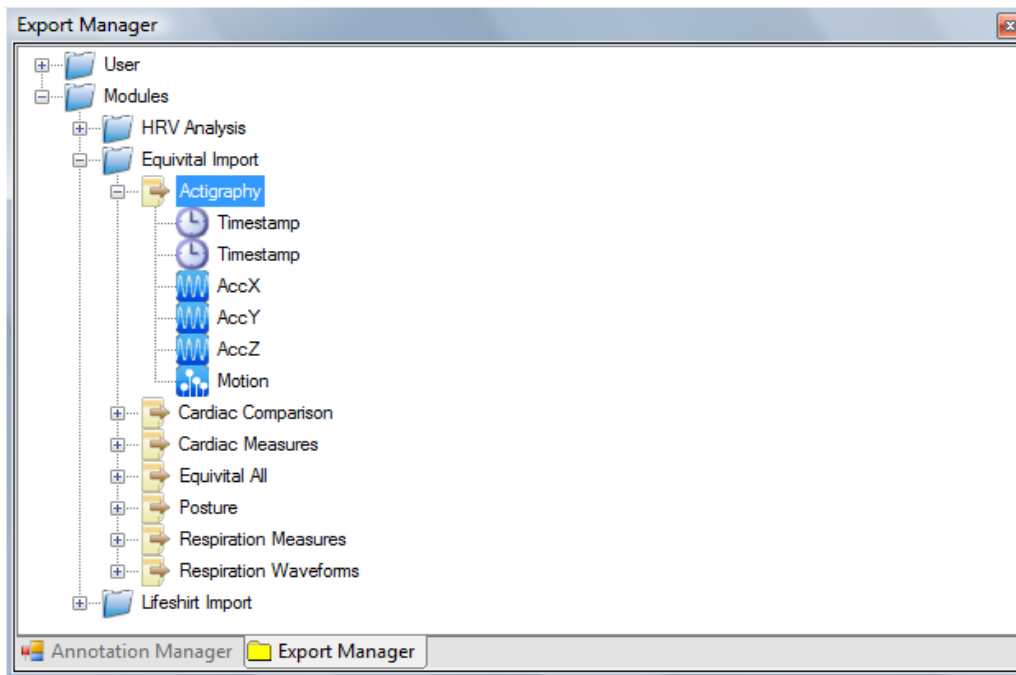 Export Manager
User
Modules
HRV Analysis
Equivital Import
Actigraphy
Timestamp
Timestamp
AccX
AccY
AccZ
Motion
Cardiac Comparison
Cardiac Measures
Equivital All
Posture
Respiration Measures
Respiration Waveforms
Lifeshirt Import
Annotation Manager Export Manager